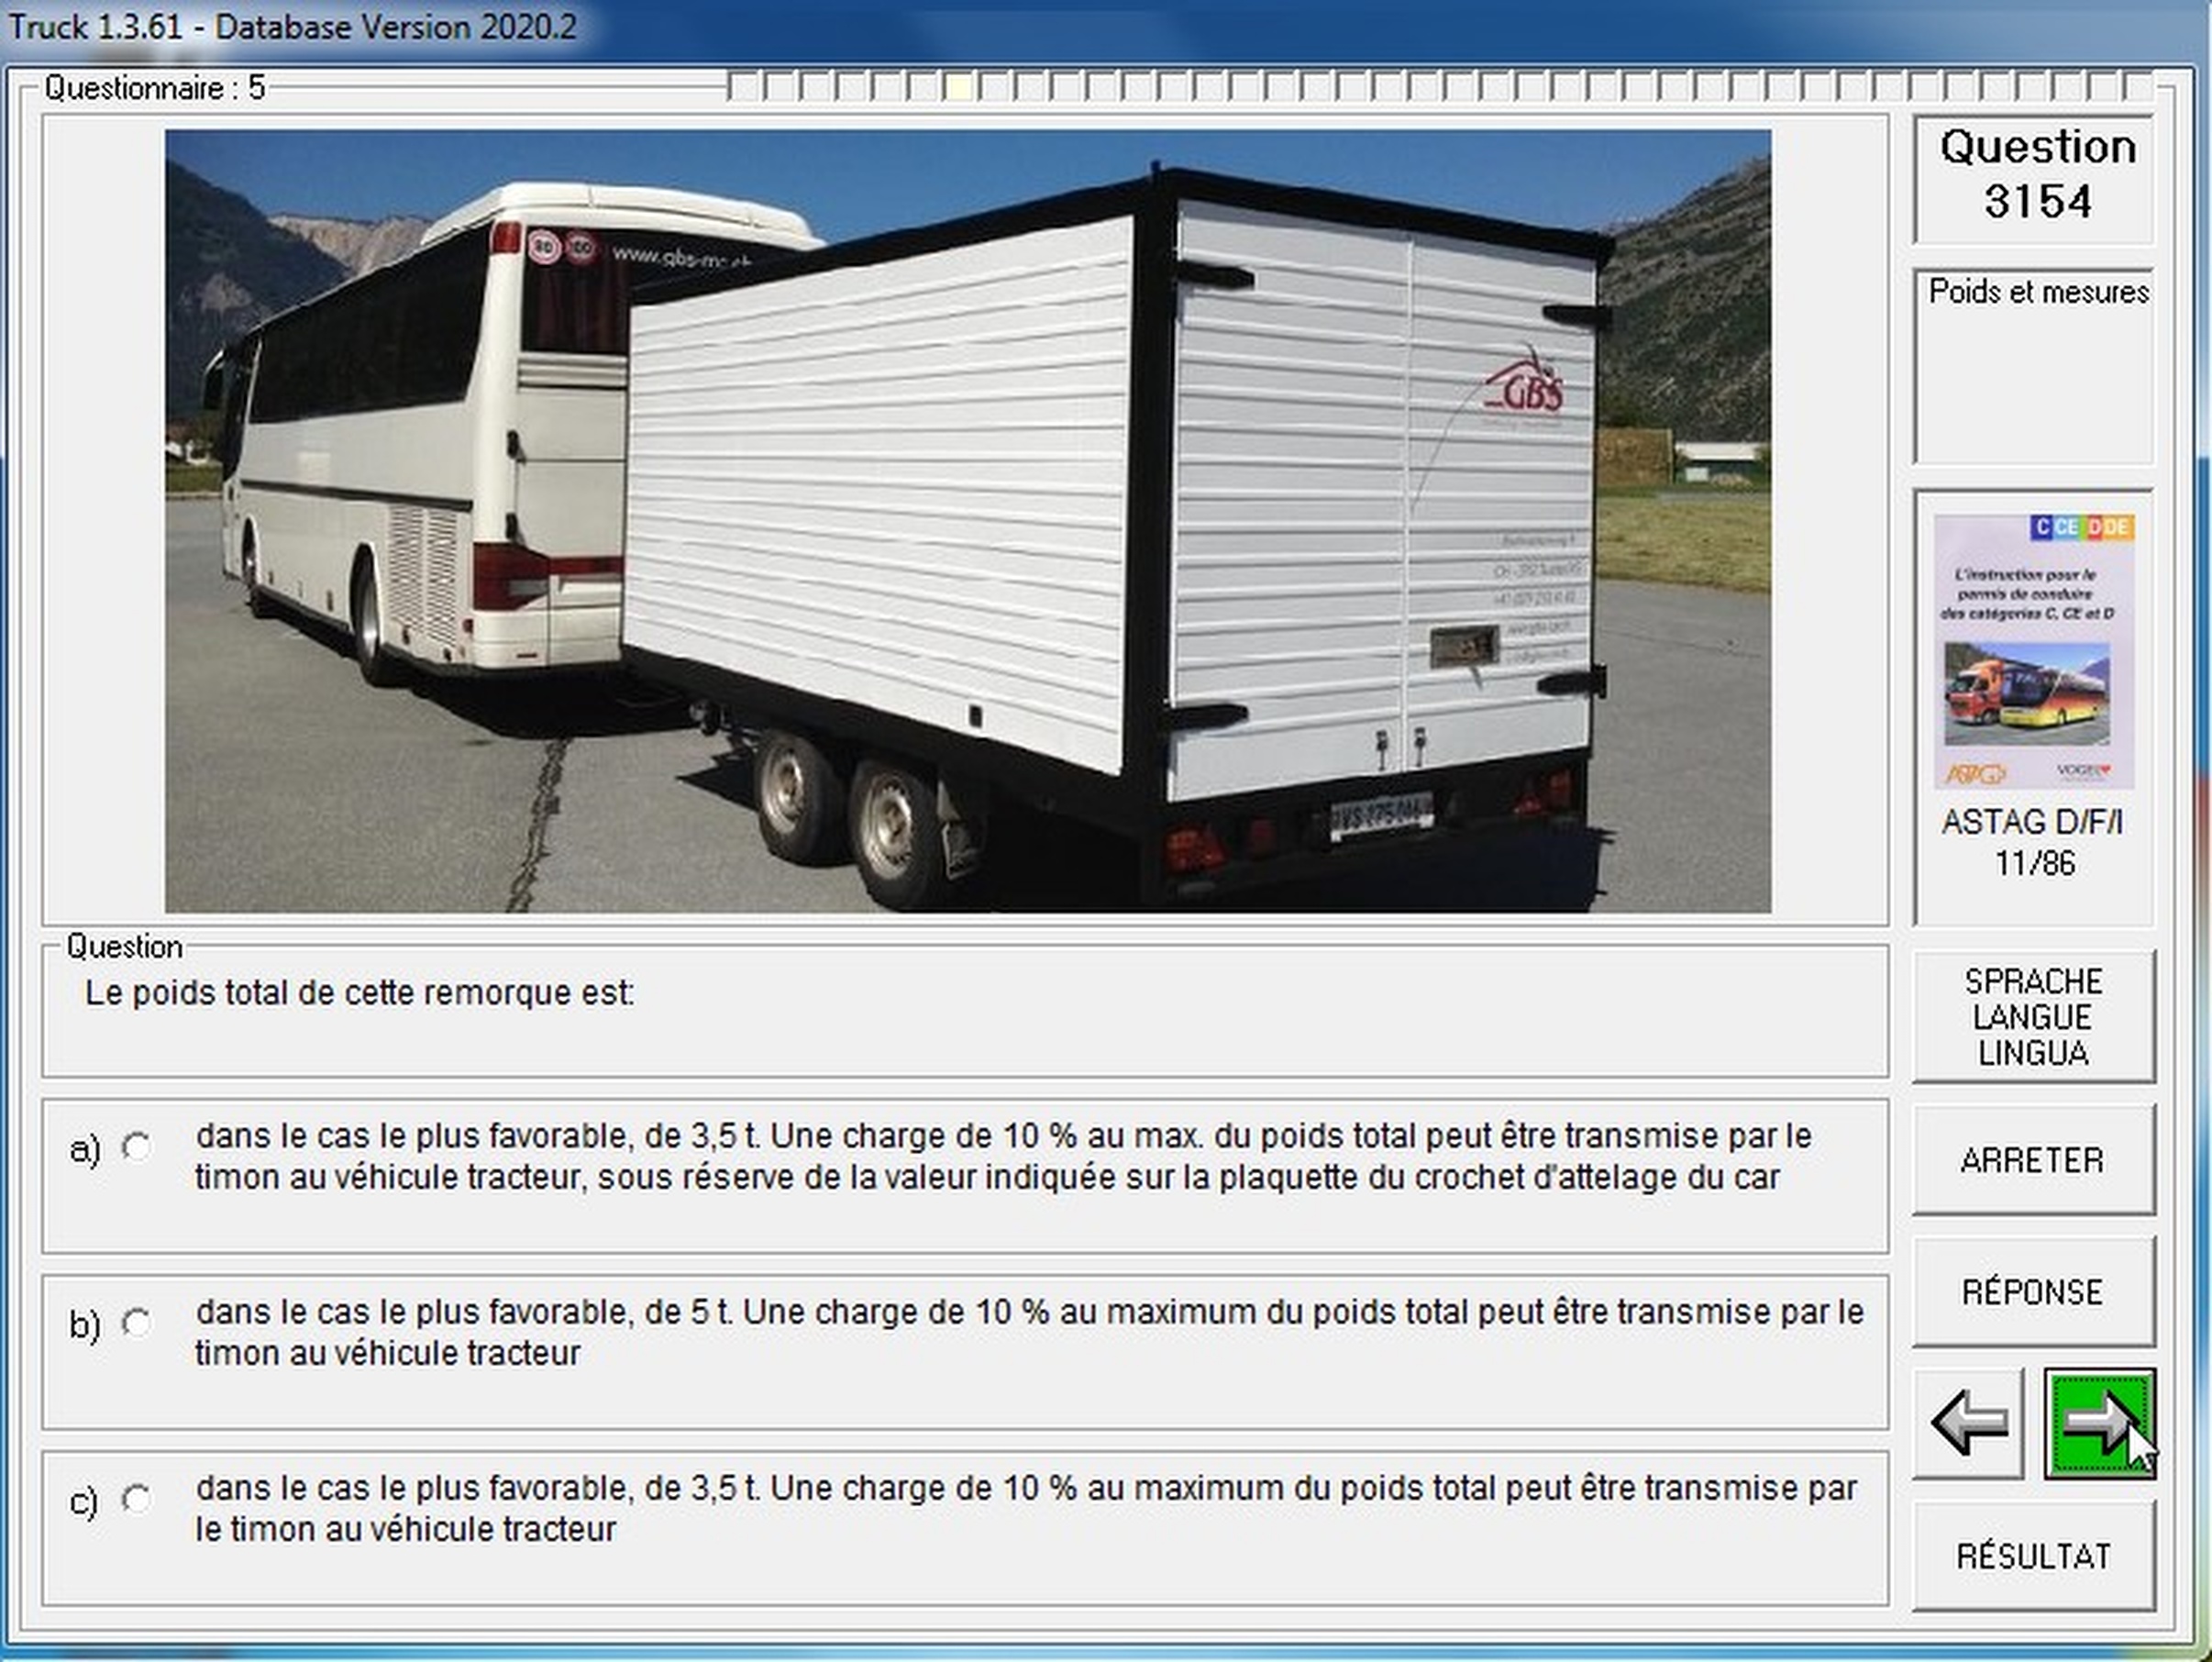 Truck 1.3.61 - Database Version 2020.2
Questionnaire : 5
80
100
www.gbs-
GBS
Question
3154
Poids et mesures
C CE D DE
L'instruction pour le
permis de conduire
des catégories C, CE et D
ASTAG
VOGEL
ASTAG D/F/I
11/86
Question
Le poids total de cette remorque est:
a) dans le cas le plus favorable, de 3,5 t. Une charge de 10 % au max. du poids total peut être transmise par le
timon au véhicule tracteur, sous réserve de la valeur indiquée sur la plaquette du crochet d'attelage du car
b) dans le cas le plus favorable, de 5 t. Une charge de 10 % au maximum du poids total peut être transmise par le
timon au véhicule tracteur
c) dans le cas le plus favorable, de 3,5 t. Une charge de 10 % au maximum du poids total peut être transmise par
le timon au véhicule tracteur
SPRACHE
LANGUE
LINGUA
ARRETER
RÉPONSE
RÉSULTAT